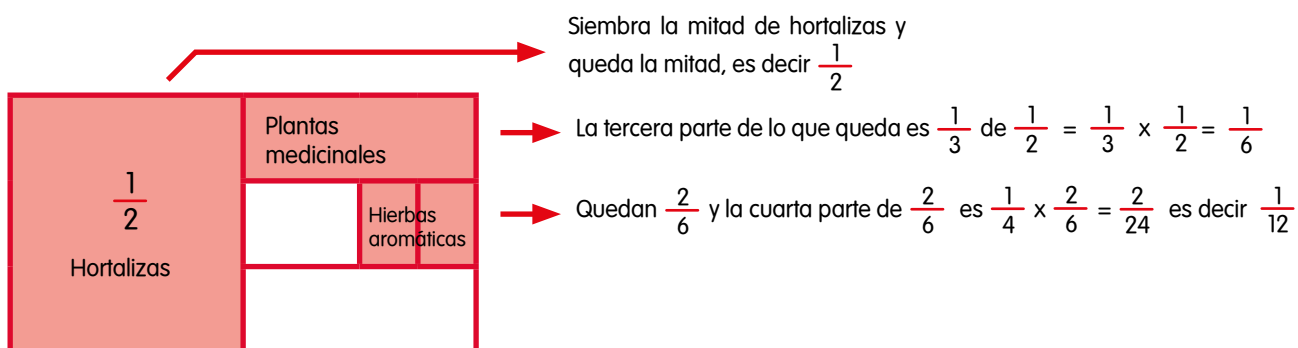 Siembra la mitad de hortalizas y
queda la mitad, es decir 1/2
Plantas
medicinales
La tercera parte de lo que queda es 1/3 de 1/2 = 1/3 x 1/2 = 1/6
1/2
Hortalizas
Hierbas
aromáticas
Quedan 2/6 y la cuarta parte de 2/6 es 1/4 x 2/6 = 2/24 es decir 1/12